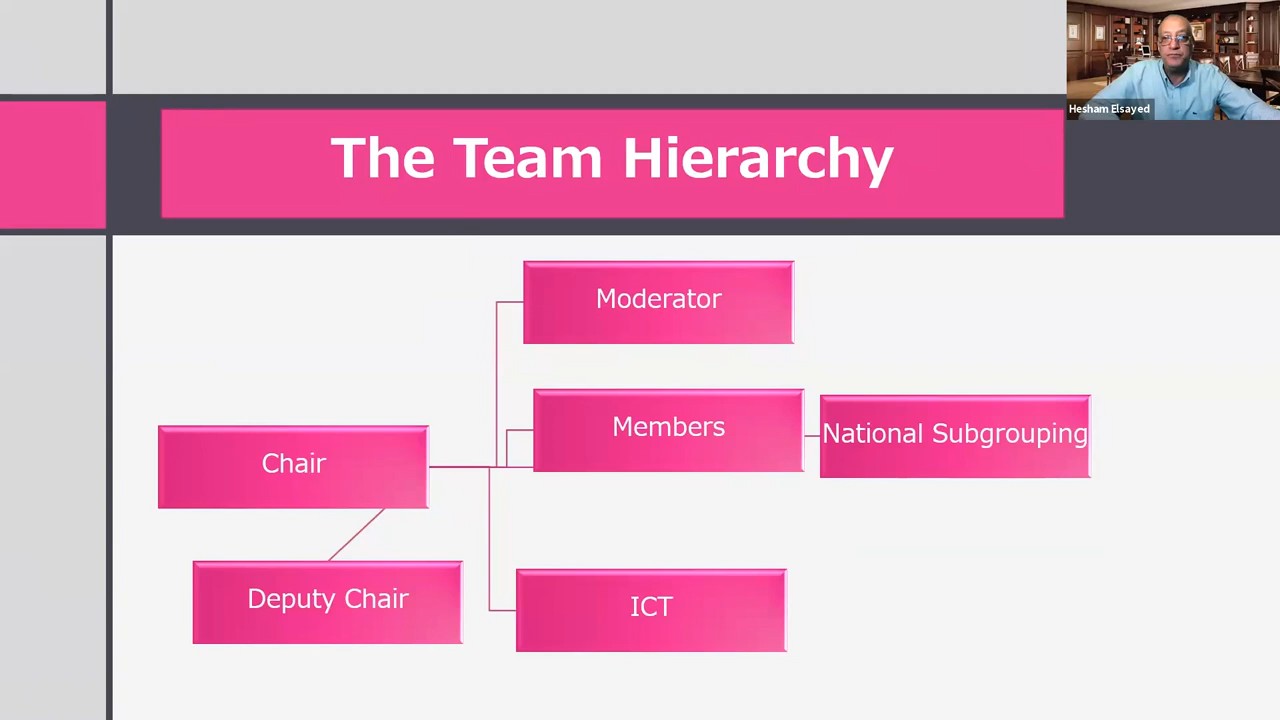 Hesham Elsayed
The Team Hierarchy
Moderator
Members
National Subgrouping
Chair
Deputy Chair
ICT